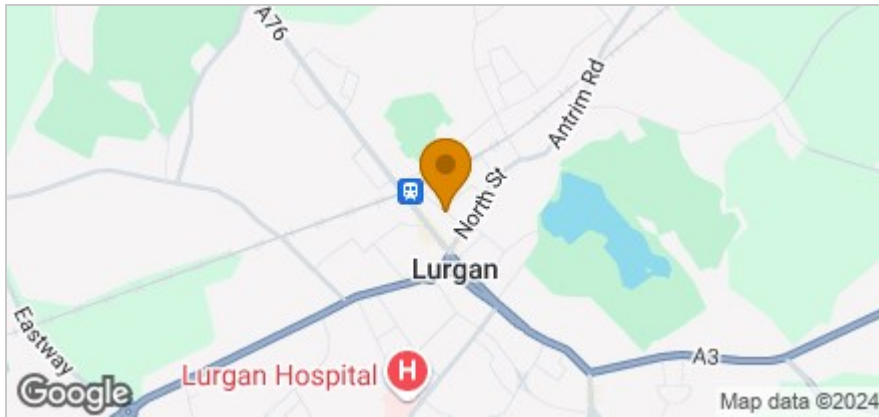 A76
Antrim Rd
North St
Lurgan
Eastway
A3
Lurgan Hospital
H
Google
Map data ©2024